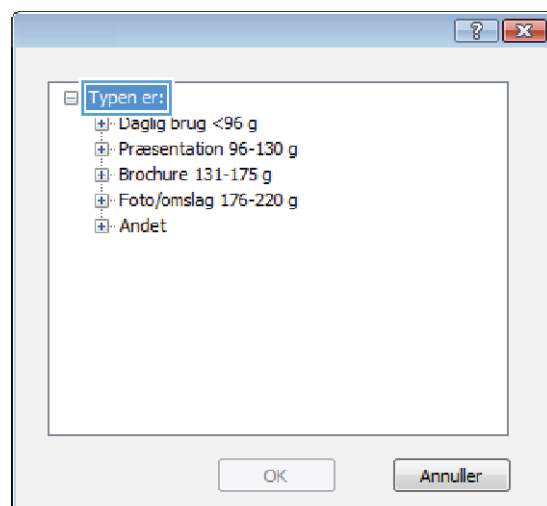 Typen er:
Daglig brug <96 g
Præsentation 96-130 g
Brochure 131-175 g
Foto/omslag 176-220 g
Andet
OK
Annuller